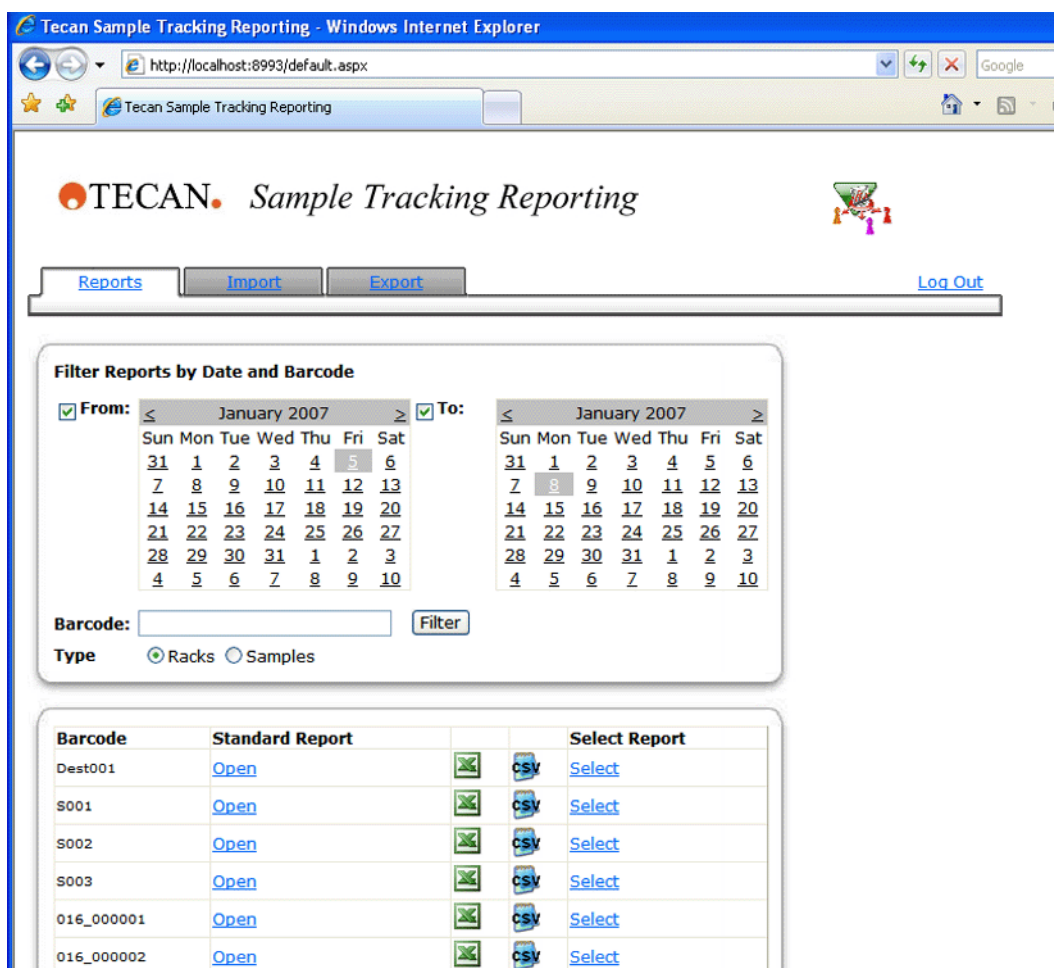 Tecan Sample Tracking Reporting - Windows Internet Explorer
http://localhost:8993/default.aspx Google
Tecan Sample Tracking Reporting
TECAN. Sample Tracking Reporting
Reports Import Export Log Out
Filter Reports by Date and Barcode
From: < January 2007 > To: < January 2007 >
Sun Mon Tue Wed Thu Fri Sat Sun Mon Tue Wed Thu Fri Sat
31 1 2 3 4 5 6 31 1 2 3 4 5 6
7 8 9 10 11 12 13 7 8 9 10 11 12 13
14 15 16 17 18 19 20 14 15 16 17 18 19 20
21 22 23 24 25 26 27 21 22 23 24 25 26 27
28 29 30 31 1 2 3 28 29 30 31 1 2 3
4 5 6 7 8 9 10 4 5 6 7 8 9 10
Barcode: Filter
Type Racks Samples
Barcode Standard Report Select Report
Dest001 Open CSV Select
S001 Open CSV Select
S002 Open CSV Select
S003 Open CSV Select
016_000001 Open CSV Select
016_000002 Open CSV Select